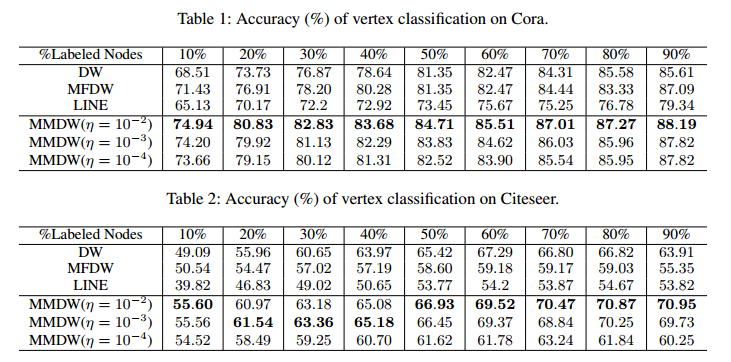 Table 1: Accuracy (%) of vertex classification on Cora.
%Labeled Nodes 10% 20% 30% 40% 50% 60% 70% 80% 90%
DW 68.51 73.73 76.87 78.64 81.35 82.47 84.31 85.58 85.61
MFDW 71.43 76.91 78.20 80.28 81.35 82.47 84.44 83.33 87.09
LINE 65.13 70.17 72.2 72.92 73.45 75.67 75.25 76.78 79.34
MMDW(η = 10⁻²) 74.94 80.83 82.83 83.68 84.71 85.51 87.01 87.27 88.19
MMDW(η = 10⁻³) 74.20 79.92 81.13 82.29 83.83 84.62 86.03 85.96 87.82
MMDW(η = 10⁻⁴) 73.66 79.15 80.12 81.31 82.52 83.90 85.54 85.95 87.82
Table 2: Accuracy (%) of vertex classification on Citeseer.
%Labeled Nodes 10% 20% 30% 40% 50% 60% 70% 80% 90%
DW 49.09 55.96 60.65 63.97 65.42 67.29 66.80 66.82 63.91
MFDW 50.54 54.47 57.02 57.19 58.60 59.18 59.17 59.03 55.35
LINE 39.82 46.83 49.02 50.65 53.77 54.2 53.87 54.67 53.82
MMDW(η = 10⁻²) 55.60 60.97 63.18 65.08 66.93 69.52 70.47 70.87 70.95
MMDW(η = 10⁻³) 55.56 61.54 63.36 65.18 66.45 69.37 68.84 70.25 69.73
MMDW(η = 10⁻⁴) 54.52 58.49 59.25 60.70 61.62 61.78 63.24 61.84 60.25